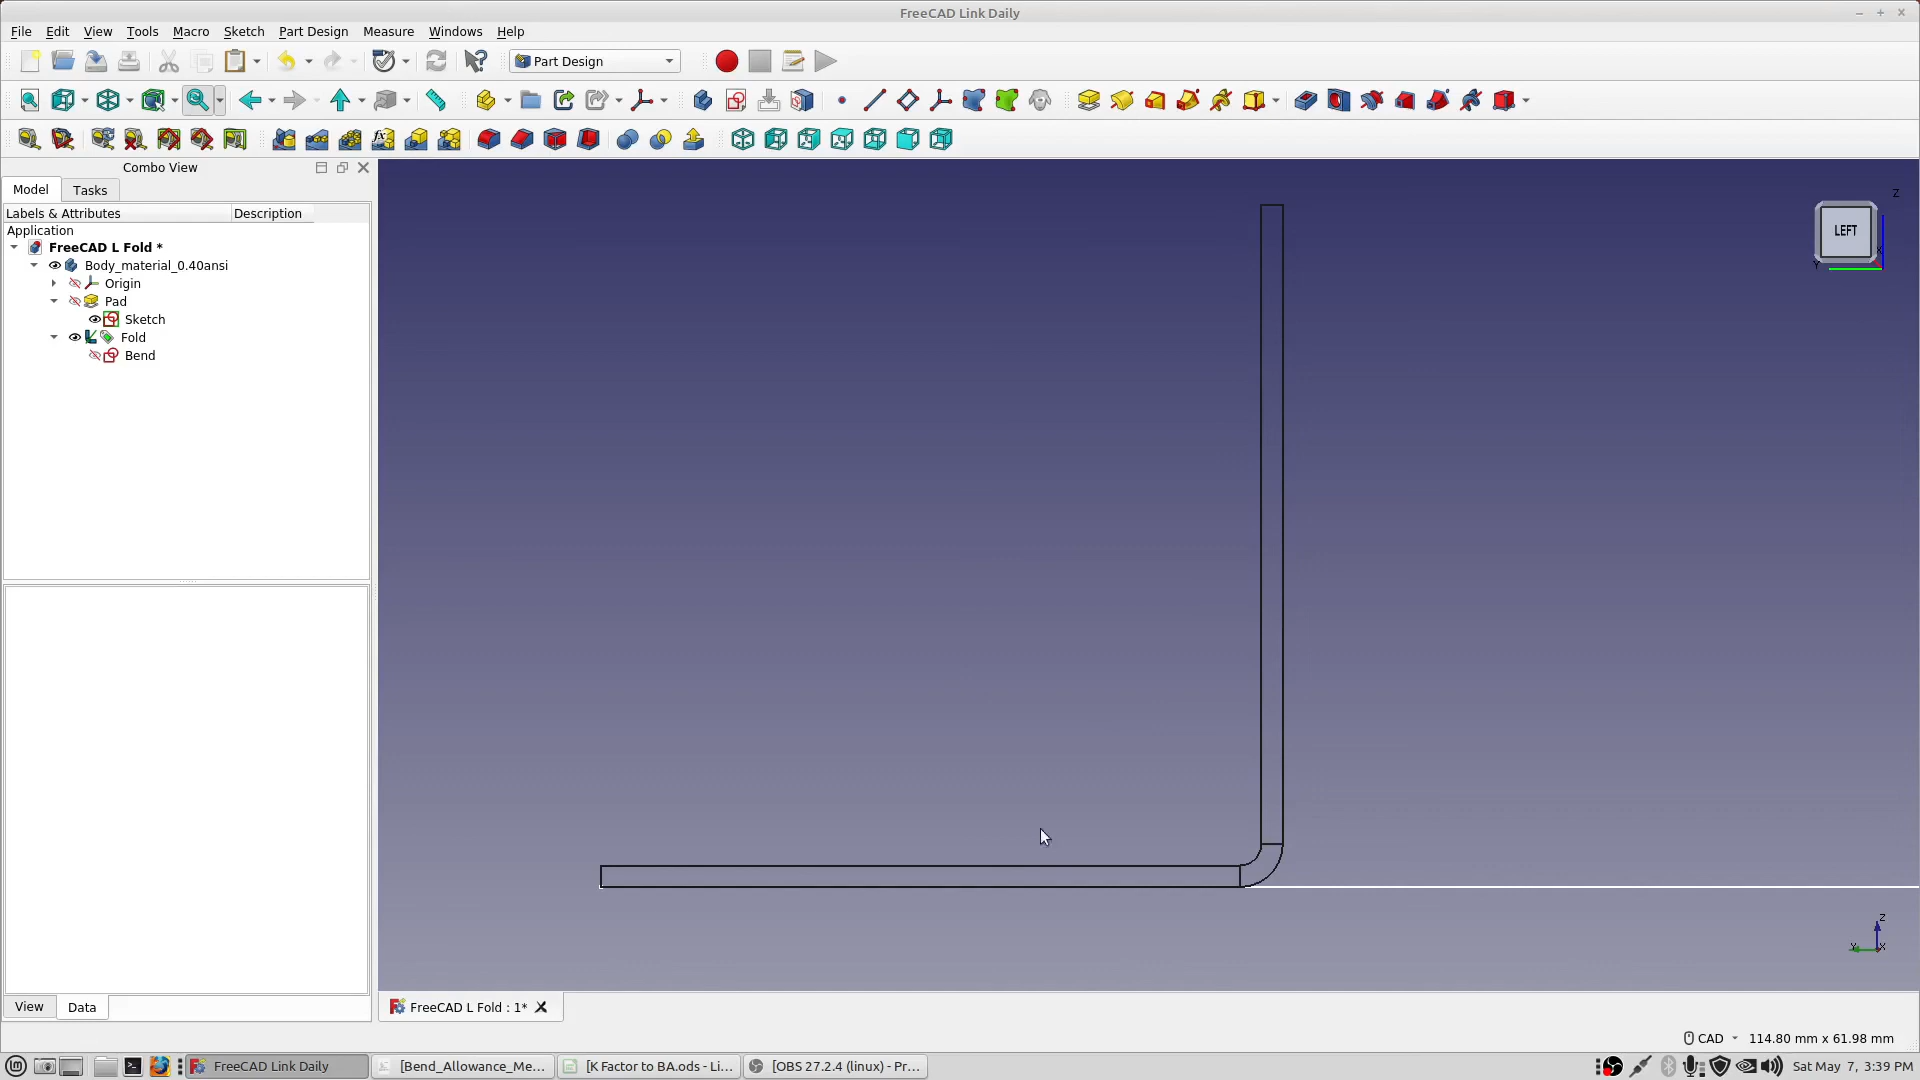 FreeCAD Link Daily
File Edit View Tools Macro Sketch Part Design Measure Windows Help
Part Design
Combo View
Model Tasks
Labels & Attributes Description
Application
FreeCAD L Fold *
Body_material_0.40ansi
Origin
Pad
Sketch
Fold
Bend
Z
LEFT
X
Y
Z
Y X
View Data
FreeCAD L Fold : 1*
CAD 114.80 mm x 61.98 mm
FreeCAD Link Daily [Bend_Allowance_Me... [K Factor to BA.ods - Li... [OBS 27.2.4 (linux) - Pr... Sat May 7, 3:39 PM